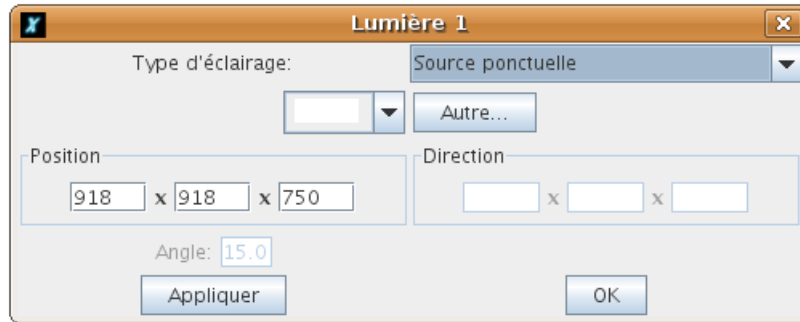 Lumière 1
Type d'éclairage: Source ponctuelle
Autre...
Position Direction
918 x 918 x 750 x x
Angle: 15.0
Appliquer OK